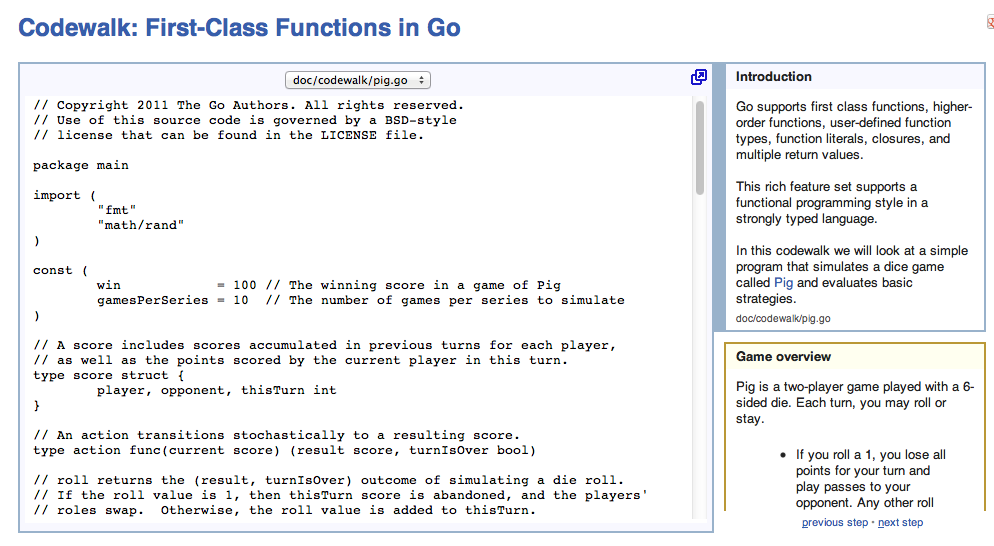 Codewalk: First-Class Functions in Go
doc/codewalk/pig.go
// Copyright 2011 The Go Authors. All rights reserved.
// Use of this source code is governed by a BSD-style
// license that can be found in the LICENSE file.
package main
import (
"fmt"
"math/rand"
)
const (
win            = 100 // The winning score in a game of Pig
gamesPerSeries = 10  // The number of games per series to simulate
)
// A score includes scores accumulated in previous turns for each player,
// as well as the points scored by the current player in this turn.
type score struct {
player, opponent, thisTurn int
}
// An action transitions stochastically to a resulting score.
type action func(current score) (result score, turnIsOver bool)
// roll returns the (result, turnIsOver) outcome of simulating a die roll.
// If the roll value is 1, then thisTurn score is abandoned, and the players'
// roles swap.  Otherwise, the roll value is added to thisTurn.
Introduction
Go supports first class functions, higher-
order functions, user-defined function
types, function literals, closures, and
multiple return values.
This rich feature set supports a
functional programming style in a
strongly typed language.
In this codewalk we will look at a simple
program that simulates a dice game
called Pig and evaluates basic
strategies.
doc/codewalk/pig.go
Game overview
Pig is a two-player game played with a 6-
sided die. Each turn, you may roll or
stay.
• If you roll a 1, you lose all
points for your turn and
play passes to your
opponent. Any other roll
previous step • next step